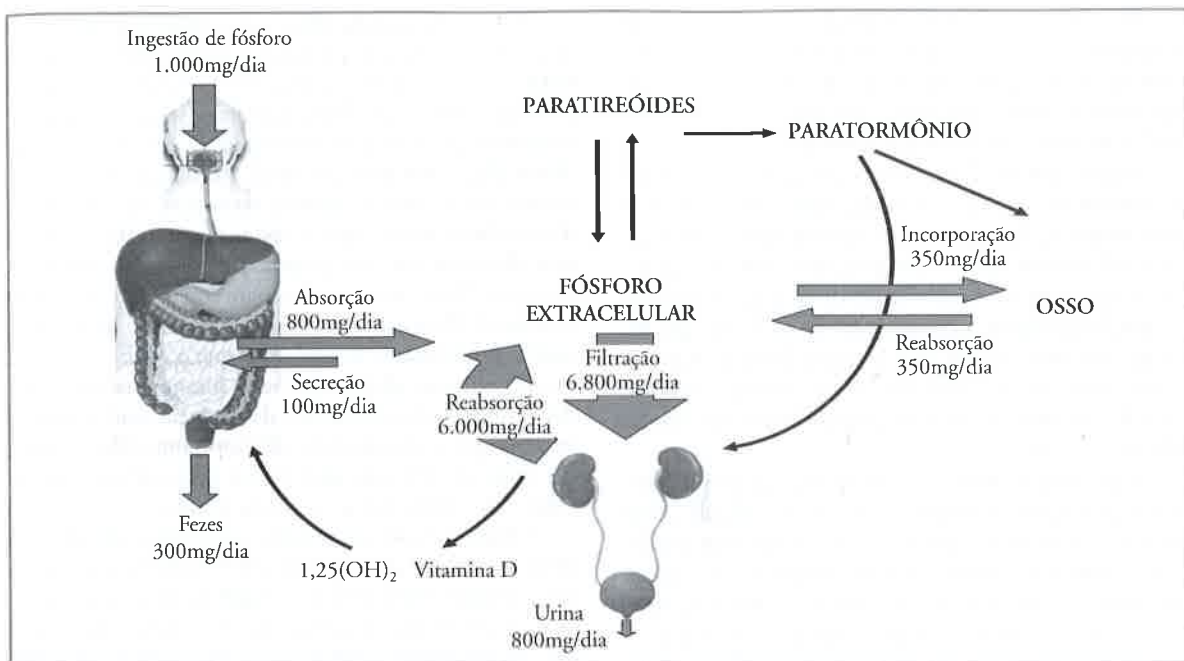 Ingestão de fósforo
1.000mg/dia
PARATIREÓIDES
PARATORMÔNIO
Incorporação
350mg/dia
FÓSFORO
EXTRACELULAR
OSSO
Absorção
800mg/dia
Filtração
6.800mg/dia
Reabsorção
350mg/dia
Secreção
100mg/dia
Reabsorção
6.000mg/dia
Fezes
300mg/dia
1,25(OH)₂ Vitamina D
Urina
800mg/dia